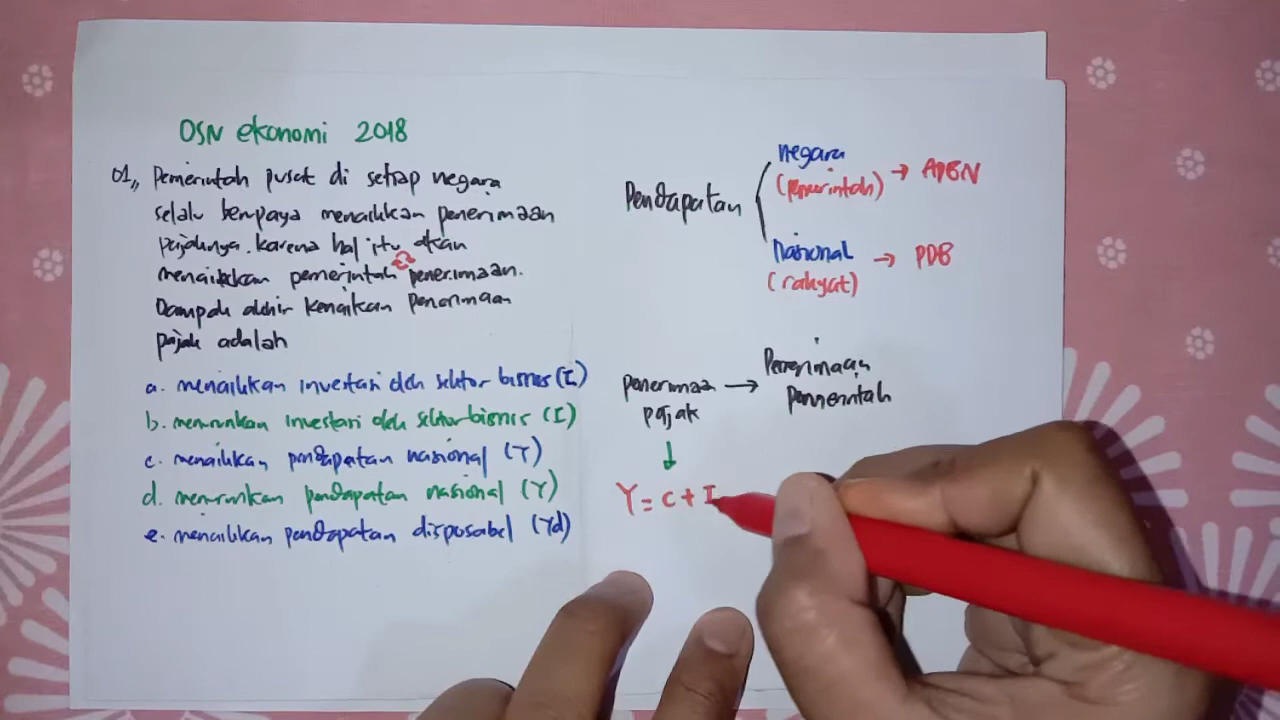 OSN ekonomi 2018
01,, Pemerintah pusat di setiap negara
selalu berupaya menaikkan penerimaan
pajaknya. karena hal itu akan
menaikkan pemerintah penerimaan.
Dampak akhir kenaikan penerimaan
pajak adalah
a. menaikkan investasi oleh sektor bisnis (I)
b. menurunkan investasi oleh sektor bisnis (I)
c. menaikkan pendapatan nasional (Y)
d. menurunkan pendapatan nasional (Y)
e. menaikkan pendapatan disposabel (Yd)
Pendapatan
negara
(pemerintah) → APBN
nasional → PDB
(rakyat)
penerimaan → Penerimaan
pajak pemerintah
↓
Y = C + I